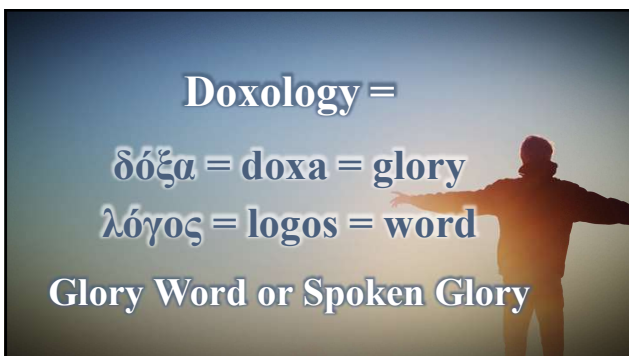 Doxology =
δόξα = doxa = glory
λόγος = logos = word
Glory Word or Spoken Glory